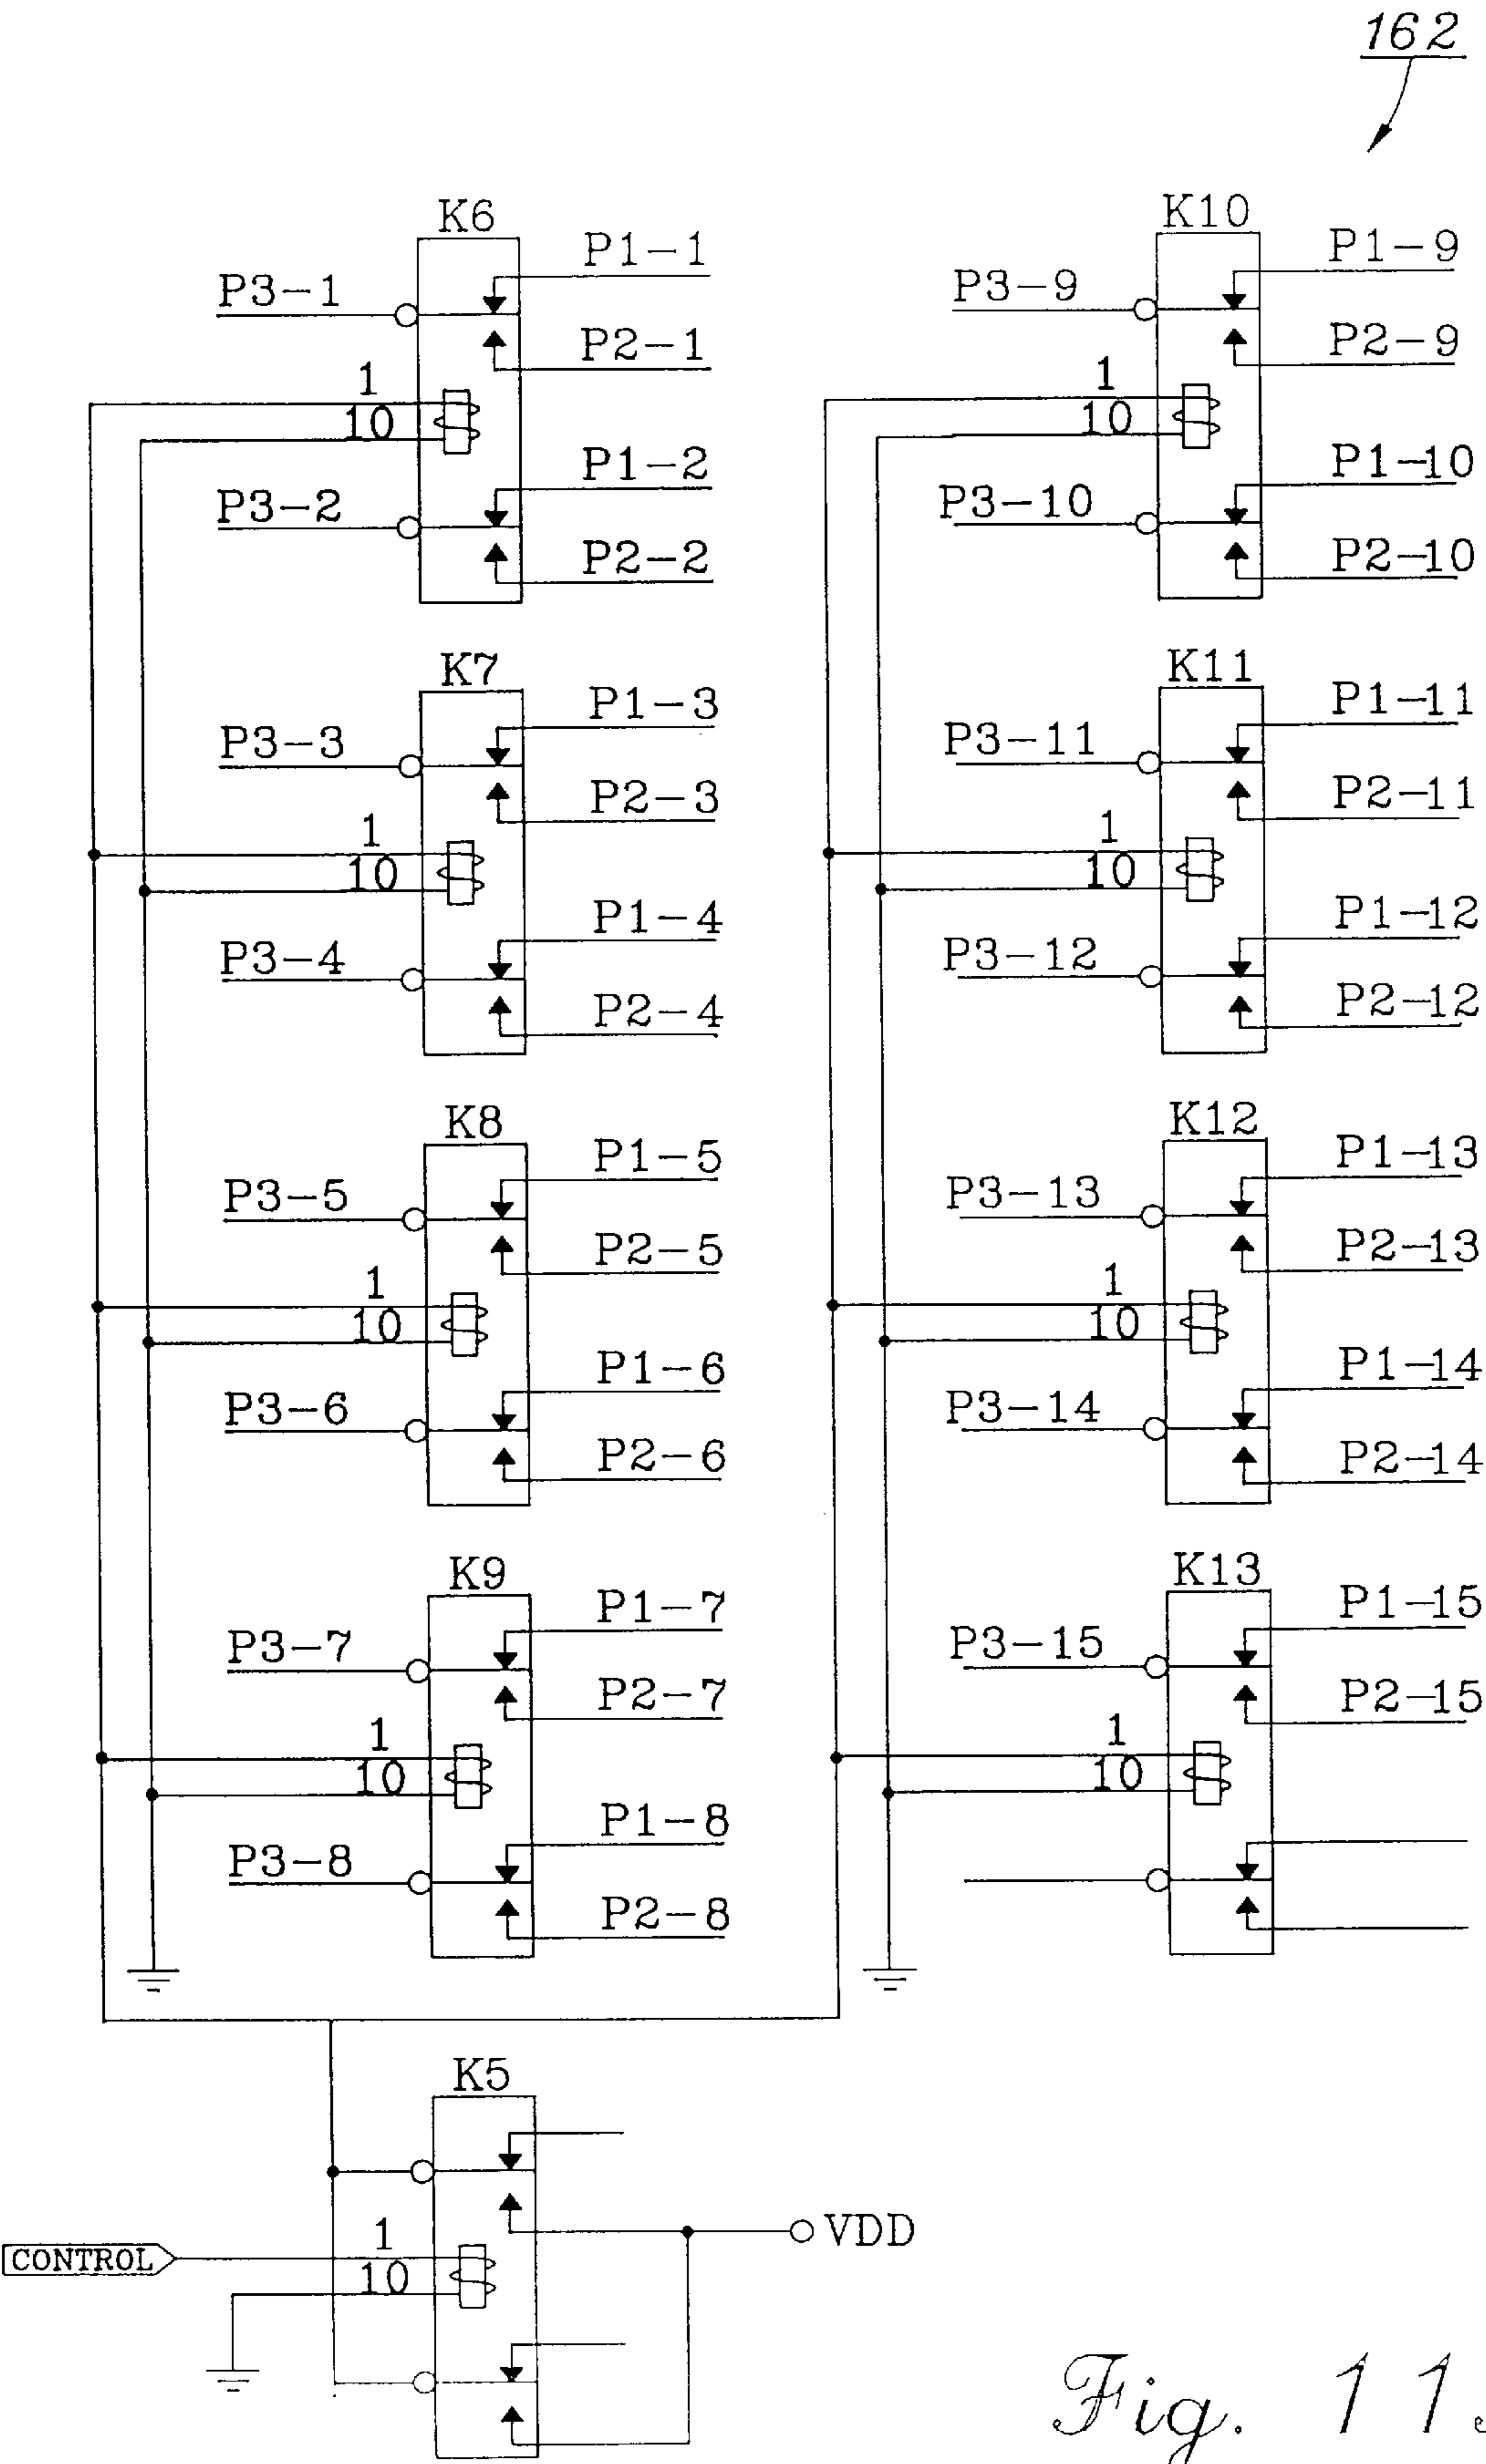 162
K6
P3-1
P1-1
P2-1
1
10
P3-2
P1-2
P2-2
K7
P3-3
P1-3
P2-3
1
10
P3-4
P1-4
P2-4
K8
P3-5
P1-5
P2-5
1
10
P3-6
P1-6
P2-6
K9
P3-7
P1-7
P2-7
1
10
P3-8
P1-8
P2-8
K10
P3-9
P1-9
P2-9
1
10
P3-10
P1-10
P2-10
K11
P3-11
P1-11
P2-11
1
10
P3-12
P1-12
P2-12
K12
P3-13
P1-13
P2-13
1
10
P3-14
P1-14
P2-14
K13
P3-15
P1-15
P2-15
1
10
K5
CONTROL
1
10
VDD
Fig. 11